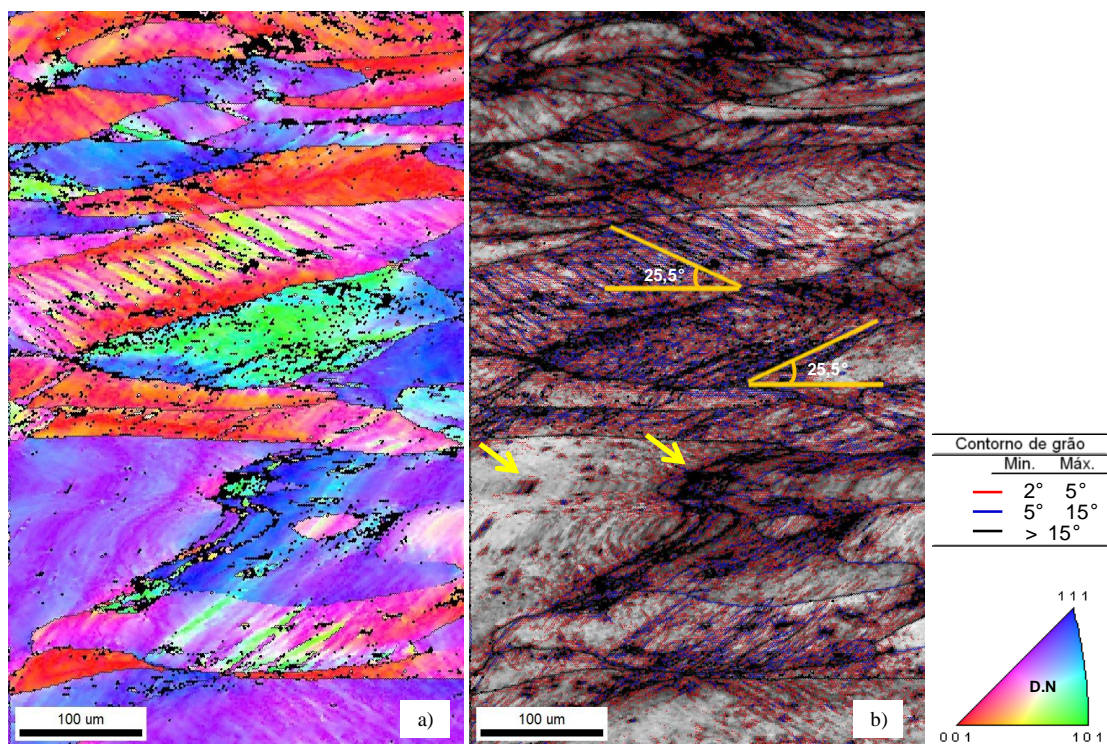 25,5°
25,5°
100 um
a)
100 um
b)
Contorno de grão
Min. Máx.
2° 5°
5° 15°
> 15°
1 1 1
D.N
0 0 1
1 0 1